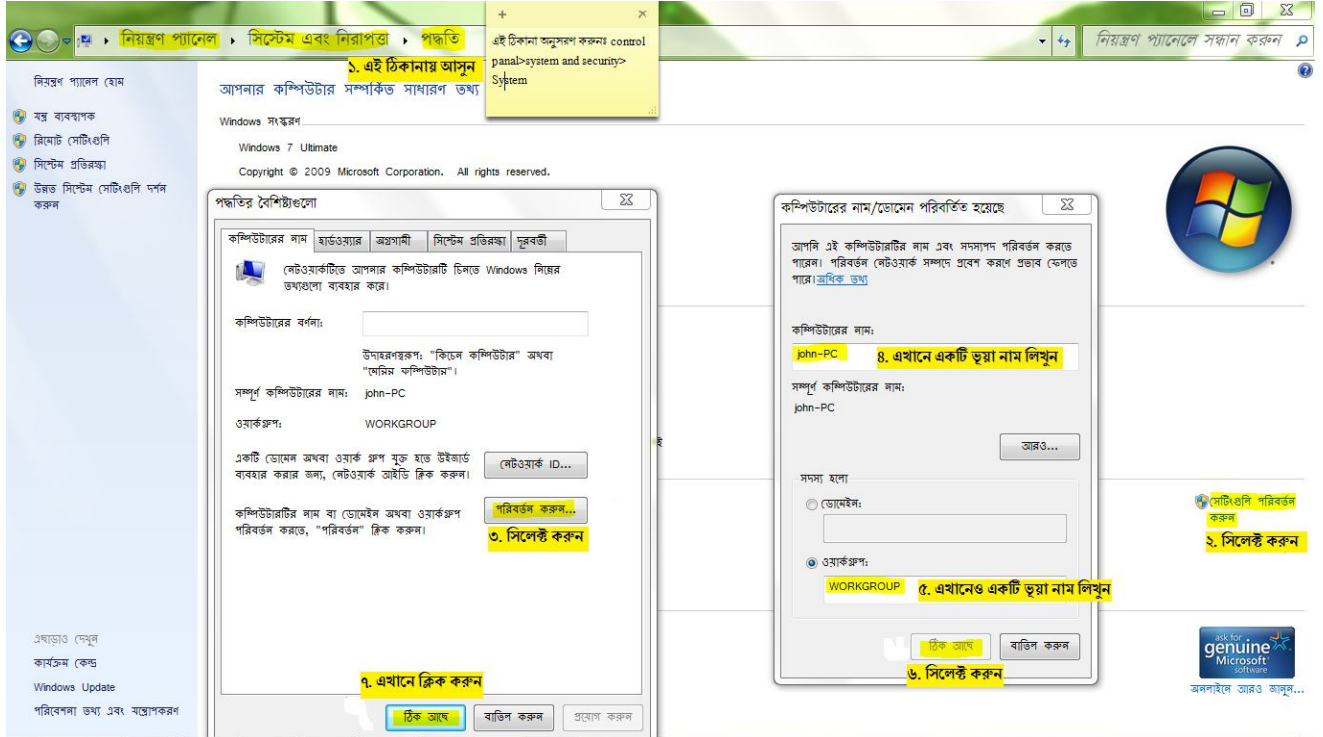 নিয়ন্ত্রণ প্যানেল
সিস্টেম এবং নিরাপত্তা
পদ্ধতি
এই ঠিকানা অনুসরণ করুনঃ control
panal>system and security>
System
নিয়ন্ত্রণ প্যানেলে সন্ধান করুন
১. এই ঠিকানায় আসুন
নিয়ন্ত্রণ প্যানেল হোম
যন্ত্র ব্যবস্থাপক
রিমোট সেটিংগুলি
সিস্টেম প্রতিরক্ষা
উন্নত সিস্টেম সেটিংগুলি দর্শন
করুন
আপনার কম্পিউটার সম্পর্কিত সাধারণ তথ্য
Windows সংস্করণ
Windows 7 Ultimate
Copyright © 2009 Microsoft Corporation. All rights reserved.
পদ্ধতির বৈশিষ্ট্যগুলো
কম্পিউটারের নাম
হার্ডওয়্যার
অগ্রগামী
সিস্টেম প্রতিরক্ষা
দূরবর্তী
নেটওয়ার্কটিতে আপনার কম্পিউটারটি চিনতে Windows নিম্নের
তথ্যগুলো ব্যবহার করে।
কম্পিউটারের বর্ণনা:
উদাহরণস্বরূপ: "কিচেন কম্পিউটার" অথবা
"মেরির কম্পিউটার"।
সম্পূর্ণ কম্পিউটারের নাম:
john-PC
ওয়ার্কগ্রুপ:
WORKGROUP
একটি ডোমেন অথবা ওয়ার্ক গ্রুপ যুক্ত হতে উইজার্ড
ব্যবহার করার জন্য, নেটওয়ার্ক আইডি ক্লিক করুন।
নেটওয়ার্ক ID...
কম্পিউটারটির নাম বা ডোমেইন অথবা ওয়ার্কগ্রুপ
পরিবর্তন করতে, "পরিবর্তন" ক্লিক করুন।
পরিবর্তন করুন...
৩. সিলেক্ট করুন
৭. এখানে ক্লিক করুন
ঠিক আছে
বাতিল করুন
প্রয়োগ করুন
কম্পিউটারের নাম/ডোমেন পরিবর্তিত হয়েছে
আপনি এই কম্পিউটারটির নাম এবং সদস্যপদ পরিবর্তন করতে
পারেন। পরিবর্তন নেটওয়ার্ক সম্পদে প্রবেশ করণে প্রভাব ফেলতে
পারে। অধিক তথ্য
কম্পিউটারের নাম:
john-PC
৪. এখানে একটি ভূয়া নাম লিখুন
সম্পূর্ণ কম্পিউটারের নাম:
john-PC
আরও...
সদস্য হলো
ডোমেইন:
ওয়ার্কগ্রুপ:
WORKGROUP
৫. এখানেও একটি ভূয়া নাম লিখুন
ঠিক আছে
বাতিল করুন
৬. সিলেক্ট করুন
সেটিংগুলি পরিবর্তন
করুন
২. সিলেক্ট করুন
ask for
genuine
Microsoft
software
অনলাইনে আরও জানুন...
এছাড়াও দেখুন
কার্যক্রম কেন্দ্র
Windows Update
পরিবেশনা তথ্য এবং যন্ত্রোপকরণ